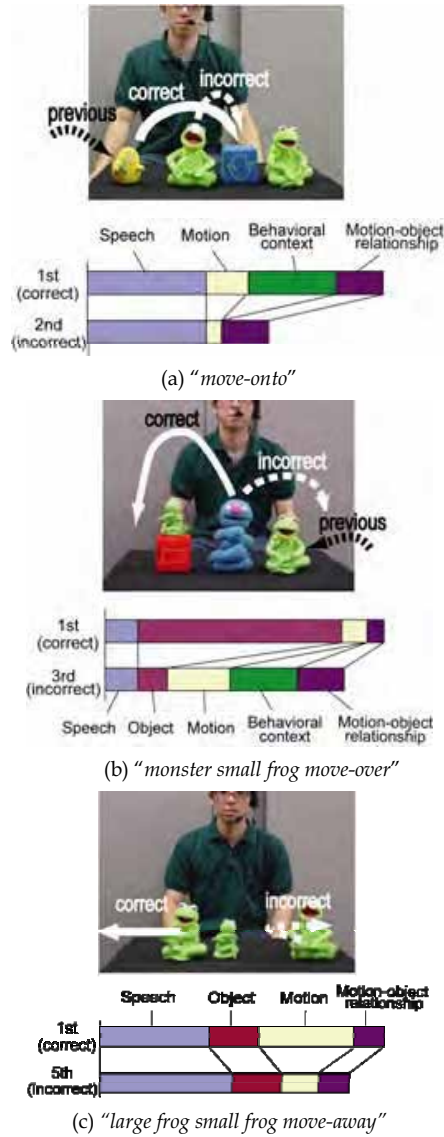 incorrect
correct
previous
Speech Motion Behavioral context Motion-object relationship
1st (correct)
2nd (incorrect)
(a) "move-onto"
correct
incorrect
previous
1st (correct)
3rd (incorrect)
Speech Object Motion Behavioral context Motion-object relationship
(b) "monster small frog move-over"
correct
incorrect
Speech Object Motion Motion-object relationship
1st (correct)
5th (incorrect)
(c) "large frog small frog move-away"